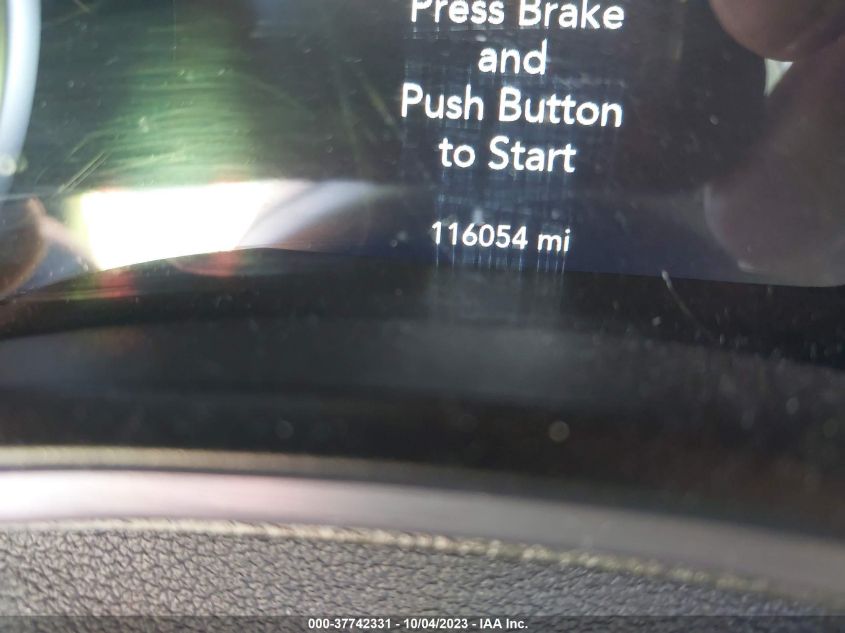 Press Brake
and
Push Button
to Start
116054 mi
000-37742331 - 10/04/2023 - IAA Inc.